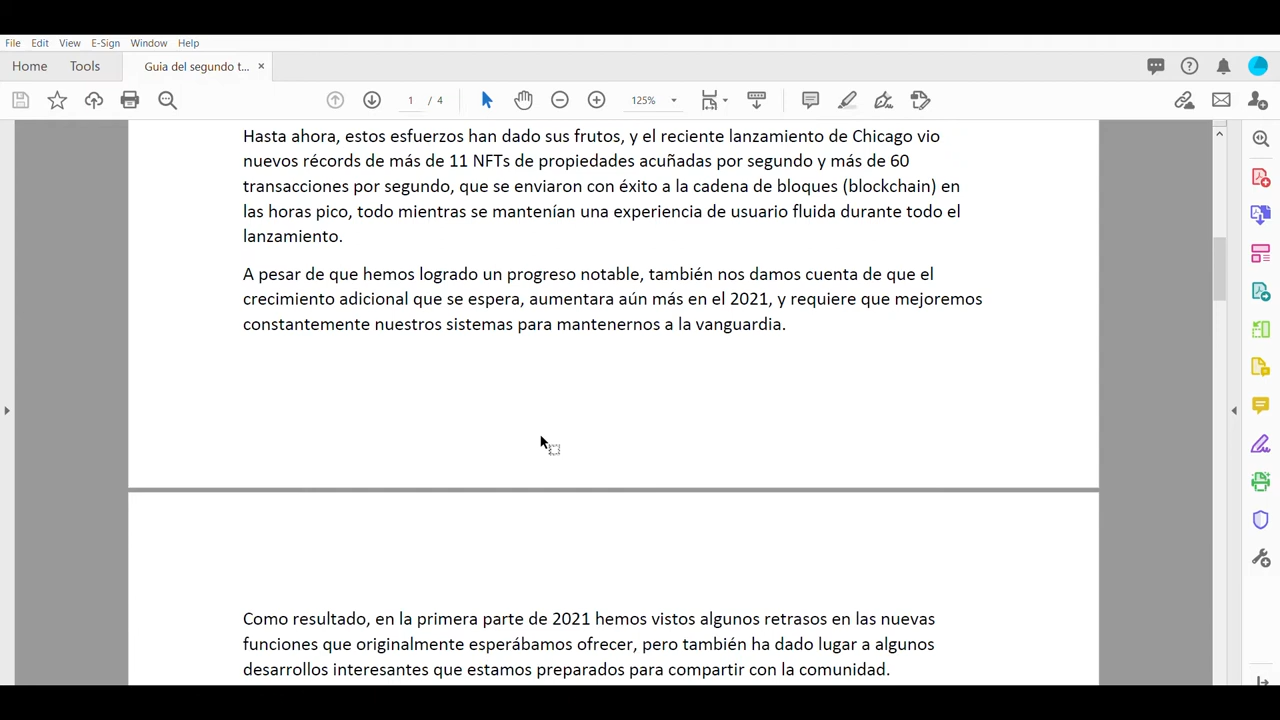 File Edit View E-Sign Window Help
Home Tools Guia del segundo t... ×
1 / 4 125%
Hasta ahora, estos esfuerzos han dado sus frutos, y el reciente lanzamiento de Chicago vio
nuevos récords de más de 11 NFTs de propiedades acuñadas por segundo y más de 60
transacciones por segundo, que se enviaron con éxito a la cadena de bloques (blockchain) en
las horas pico, todo mientras se mantenían una experiencia de usuario fluida durante todo el
lanzamiento.
A pesar de que hemos logrado un progreso notable, también nos damos cuenta de que el
crecimiento adicional que se espera, aumentara aún más en el 2021, y requiere que mejoremos
constantemente nuestros sistemas para mantenernos a la vanguardia.
Como resultado, en la primera parte de 2021 hemos vistos algunos retrasos en las nuevas
funciones que originalmente esperábamos ofrecer, pero también ha dado lugar a algunos
desarrollos interesantes que estamos preparados para compartir con la comunidad.